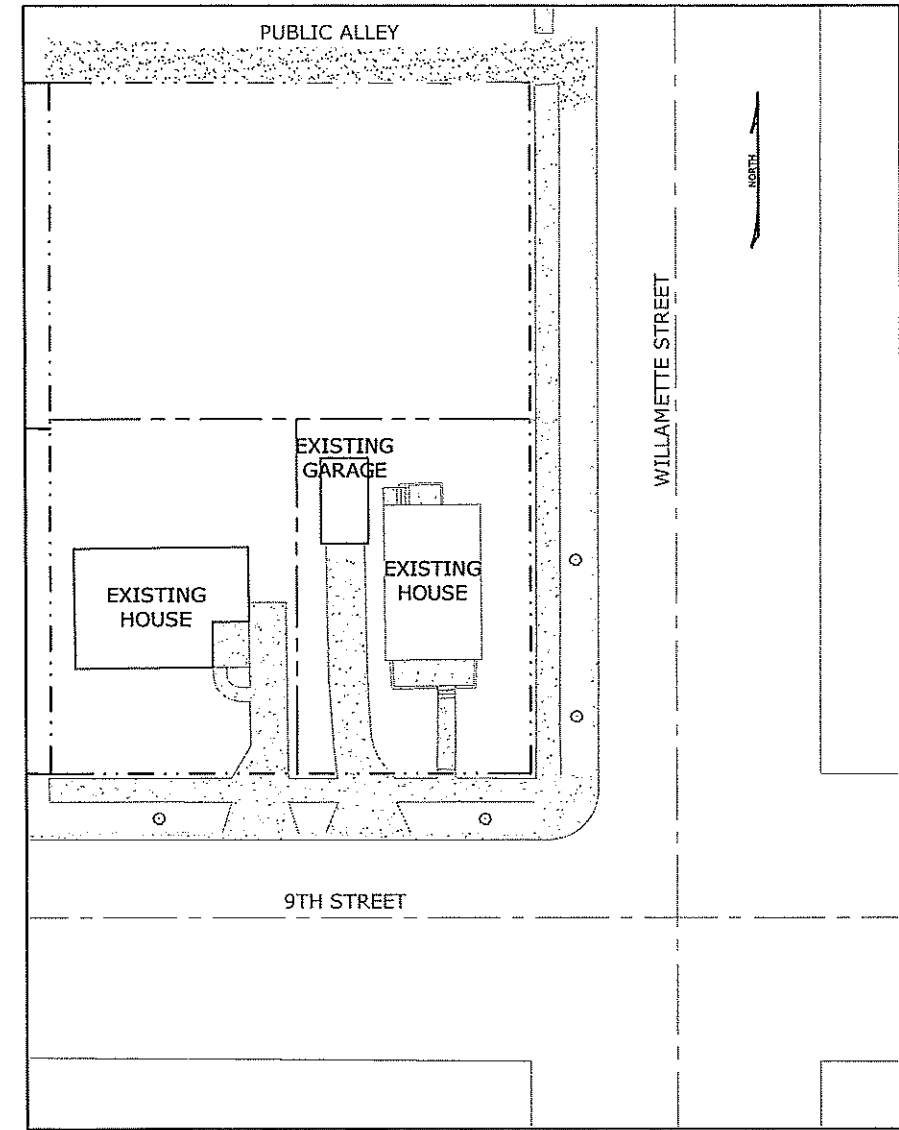 PUBLIC ALLEY
NORTH
WILLAMETTE STREET
EXISTING
GARAGE
EXISTING
HOUSE
EXISTING
HOUSE
9TH STREET